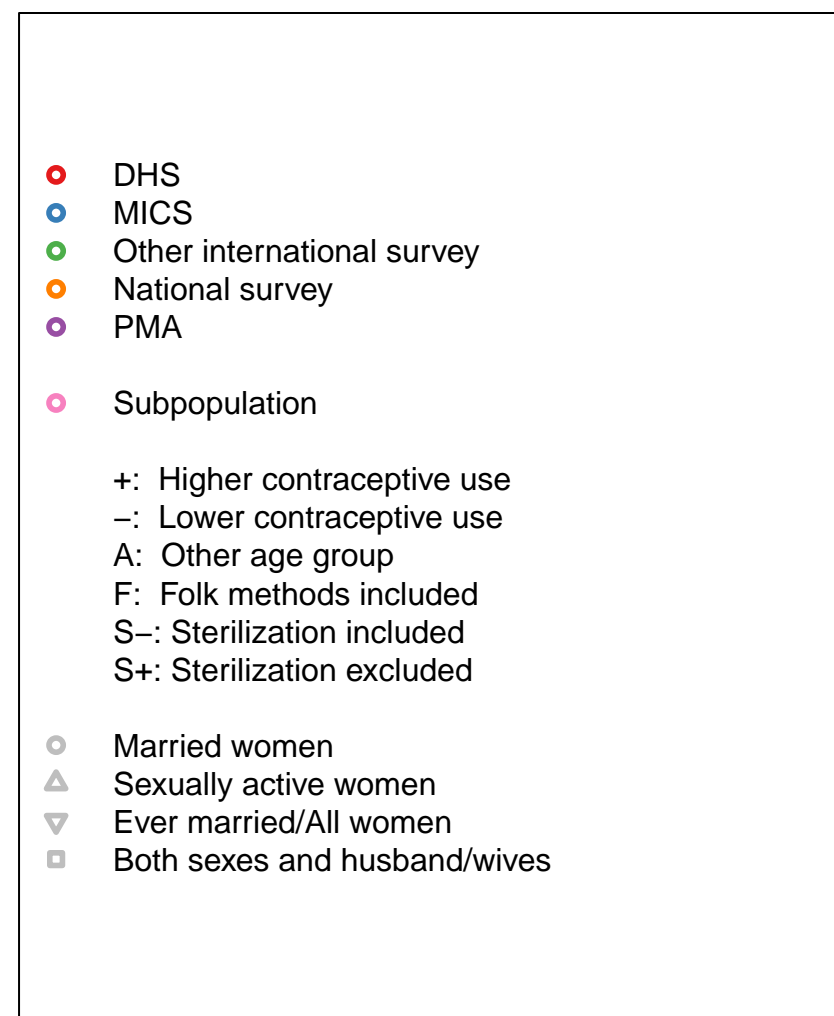 DHS
MICS
Other international survey
National survey
PMA
Subpopulation
+: Higher contraceptive use
−: Lower contraceptive use
A: Other age group
F: Folk methods included
S−: Sterilization included
S+: Sterilization excluded
Married women
Sexually active women
Ever married/All women
Both sexes and husband/wives